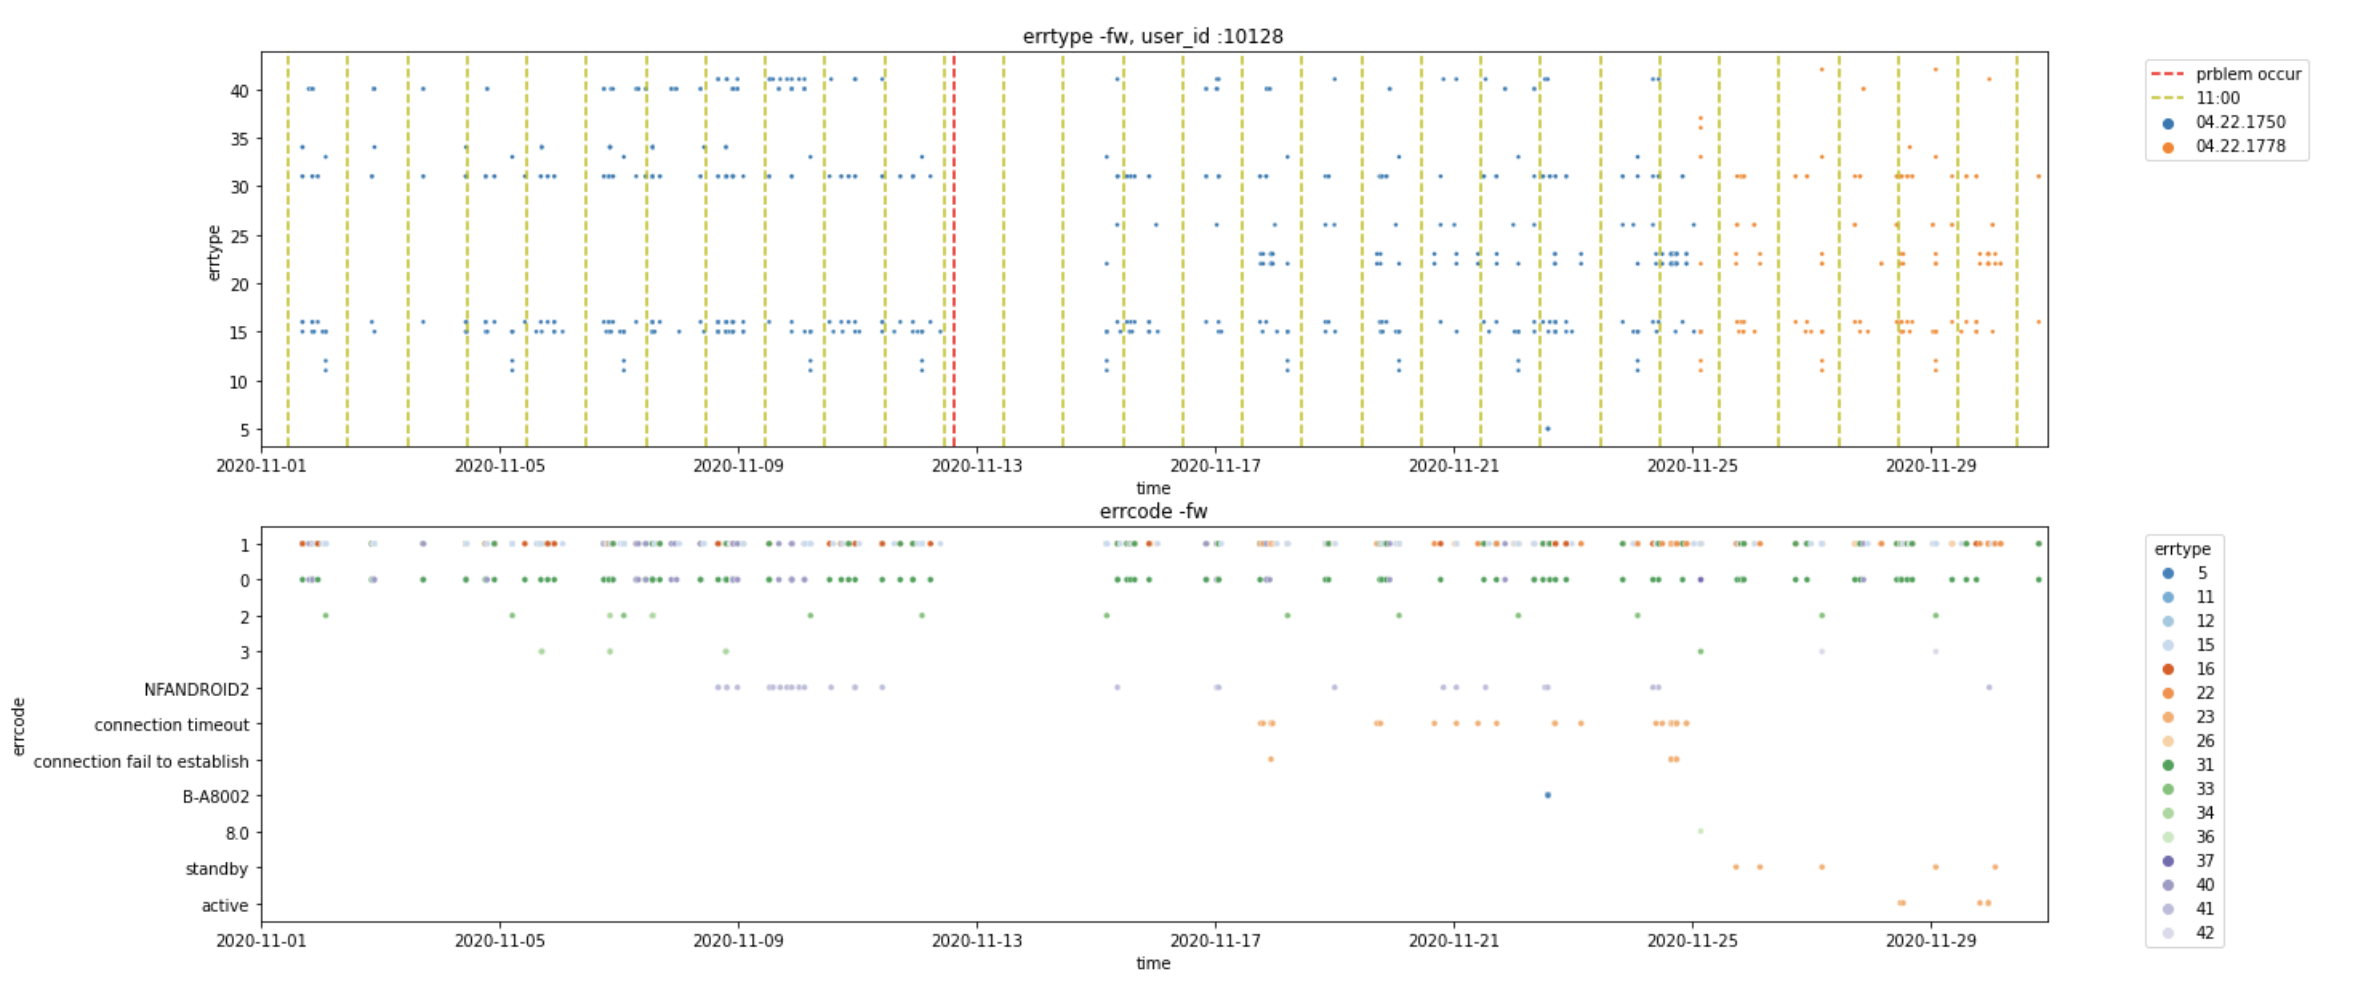 errtype -fw, user_id :10128
40
35
30
25
20
15
10
5
errtype
2020-11-01 2020-11-05 2020-11-09 2020-11-13 2020-11-17 2020-11-21 2020-11-25 2020-11-29
time
prblem occur
11:00
04.22.1750
04.22.1778
errcode -fw
1
0
2
3
NFANDROID2
connection timeout
connection fail to establish
B-A8002
8.0
standby
active
errcode
2020-11-01 2020-11-05 2020-11-09 2020-11-13 2020-11-17 2020-11-21 2020-11-25 2020-11-29
time
errtype
5
11
12
15
16
22
23
26
31
33
34
36
37
40
41
42